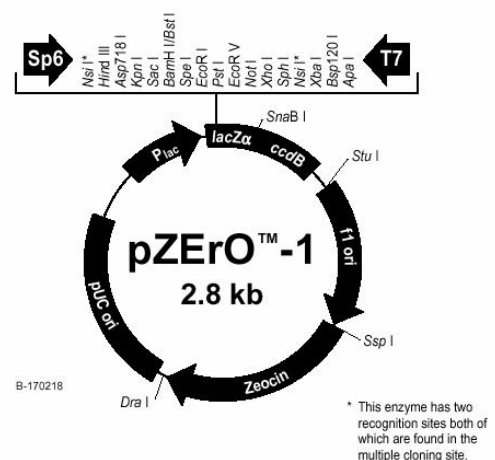 Sp6
Nsi I*
Hind III
Asp718 I
Kpn I
Sac I
BamH I/Bst I
Spe I
EcoR I
Pst I
EcoR V
Not I
Xho I
Sph I
Nsi I*
Xba I
Bsp120 I
Apa I
T7
SnaB I
Plac
lacZα
ccdB
Stu I
f1 ori
pZErO™-1
2.8 kb
pUC ori
Ssp I
Zeocin
Dra I
B-170218
* This enzyme has two
recognition sites both of
which are found in the
multiple cloning site.